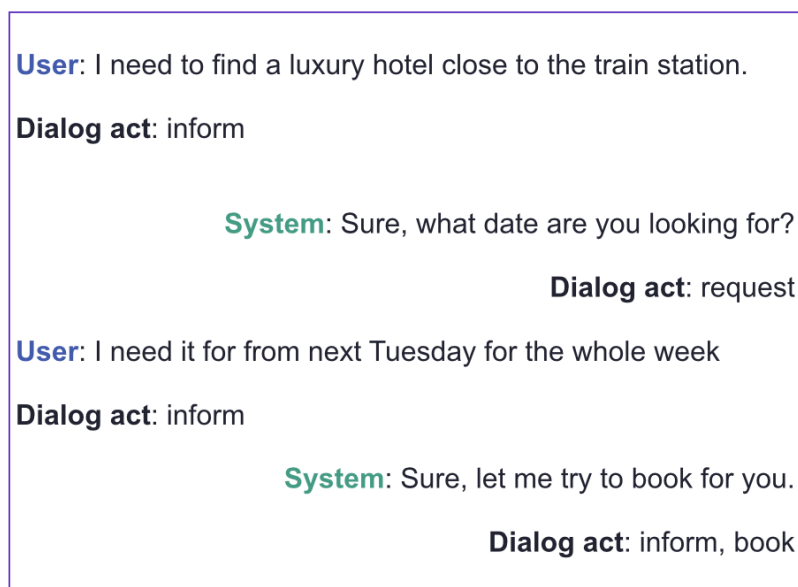 User: I need to find a luxury hotel close to the train station.
Dialog act: inform
System: Sure, what date are you looking for?
Dialog act: request
User: I need it for from next Tuesday for the whole week
Dialog act: inform
System: Sure, let me try to book for you.
Dialog act: inform, book